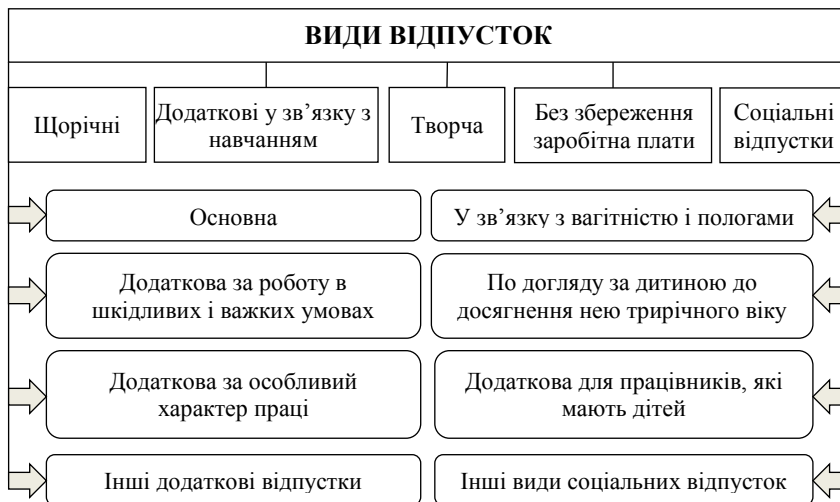 ВИДИ ВІДПУСТОК
Щорічні
Додаткові у зв’язку з
навчанням
Творча
Без збереження
заробітна плати
Соціальні
відпустки
Основна
У зв’язку з вагітністю і пологами
Додаткова за роботу в
шкідливих і важких умовах
По догляду за дитиною до
досягнення нею трирічного віку
Додаткова за особливий
характер праці
Додаткова для працівників, які
мають дітей
Інші додаткові відпустки
Інші види соціальних відпусток